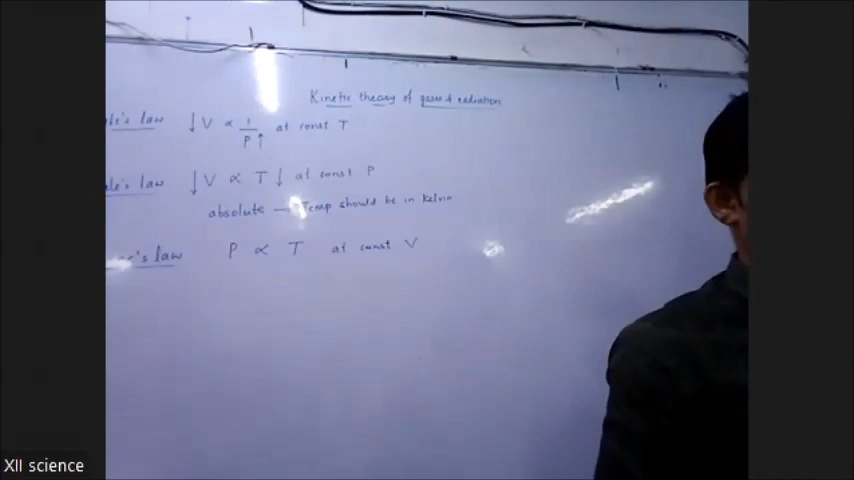 Kinetic theory of gases & radiation
le's law ↓V ∝ 1/P↑ at const T
le's law ↓V ∝ T↓ at const P
absolute — Temp should be in Kelvin
's law P ∝ T at const V
XII science